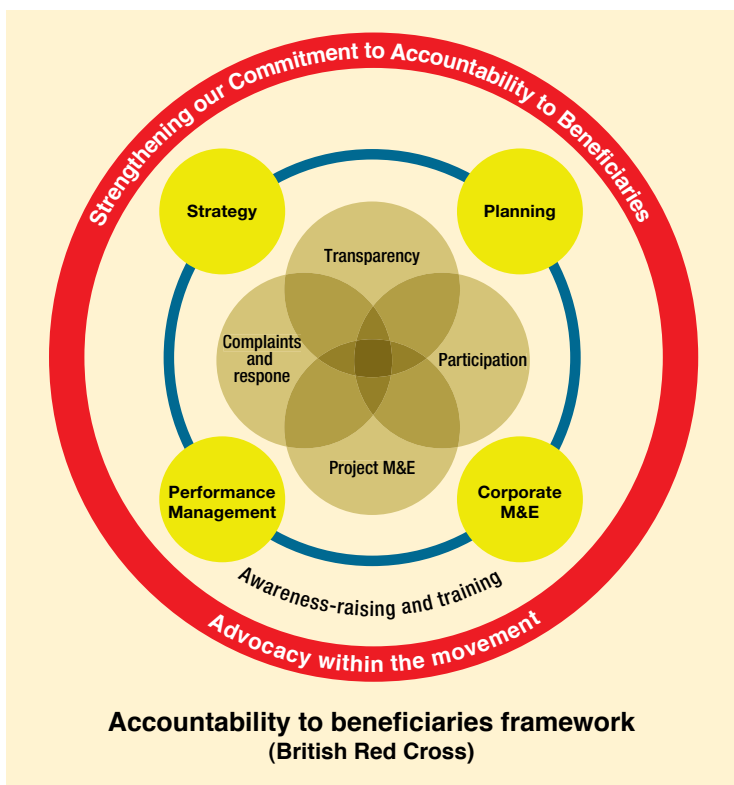 Strengthening our Commitment to Accountability to Beneficiaries
Strategy
Planning
Transparency
Complaints
and
respone
Participation
Project M&E
Performance
Management
Corporate
M&E
Awareness-raising and training
Advocacy within the movement
Accountability to beneficiaries framework
(British Red Cross)